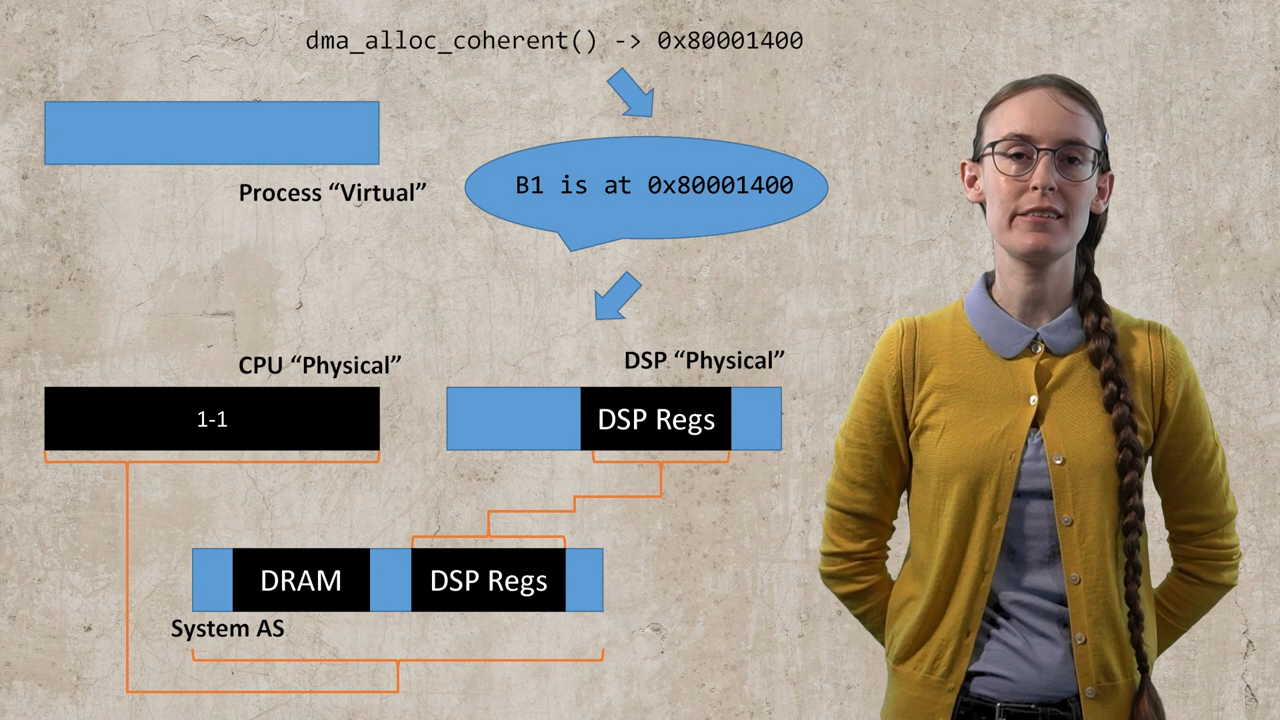 dma_alloc_coherent() -> 0x80001400
B1 is at 0x80001400
Process “Virtual”
CPU “Physical”
DSP “Physical”
1-1
DSP Regs
DRAM
DSP Regs
System AS